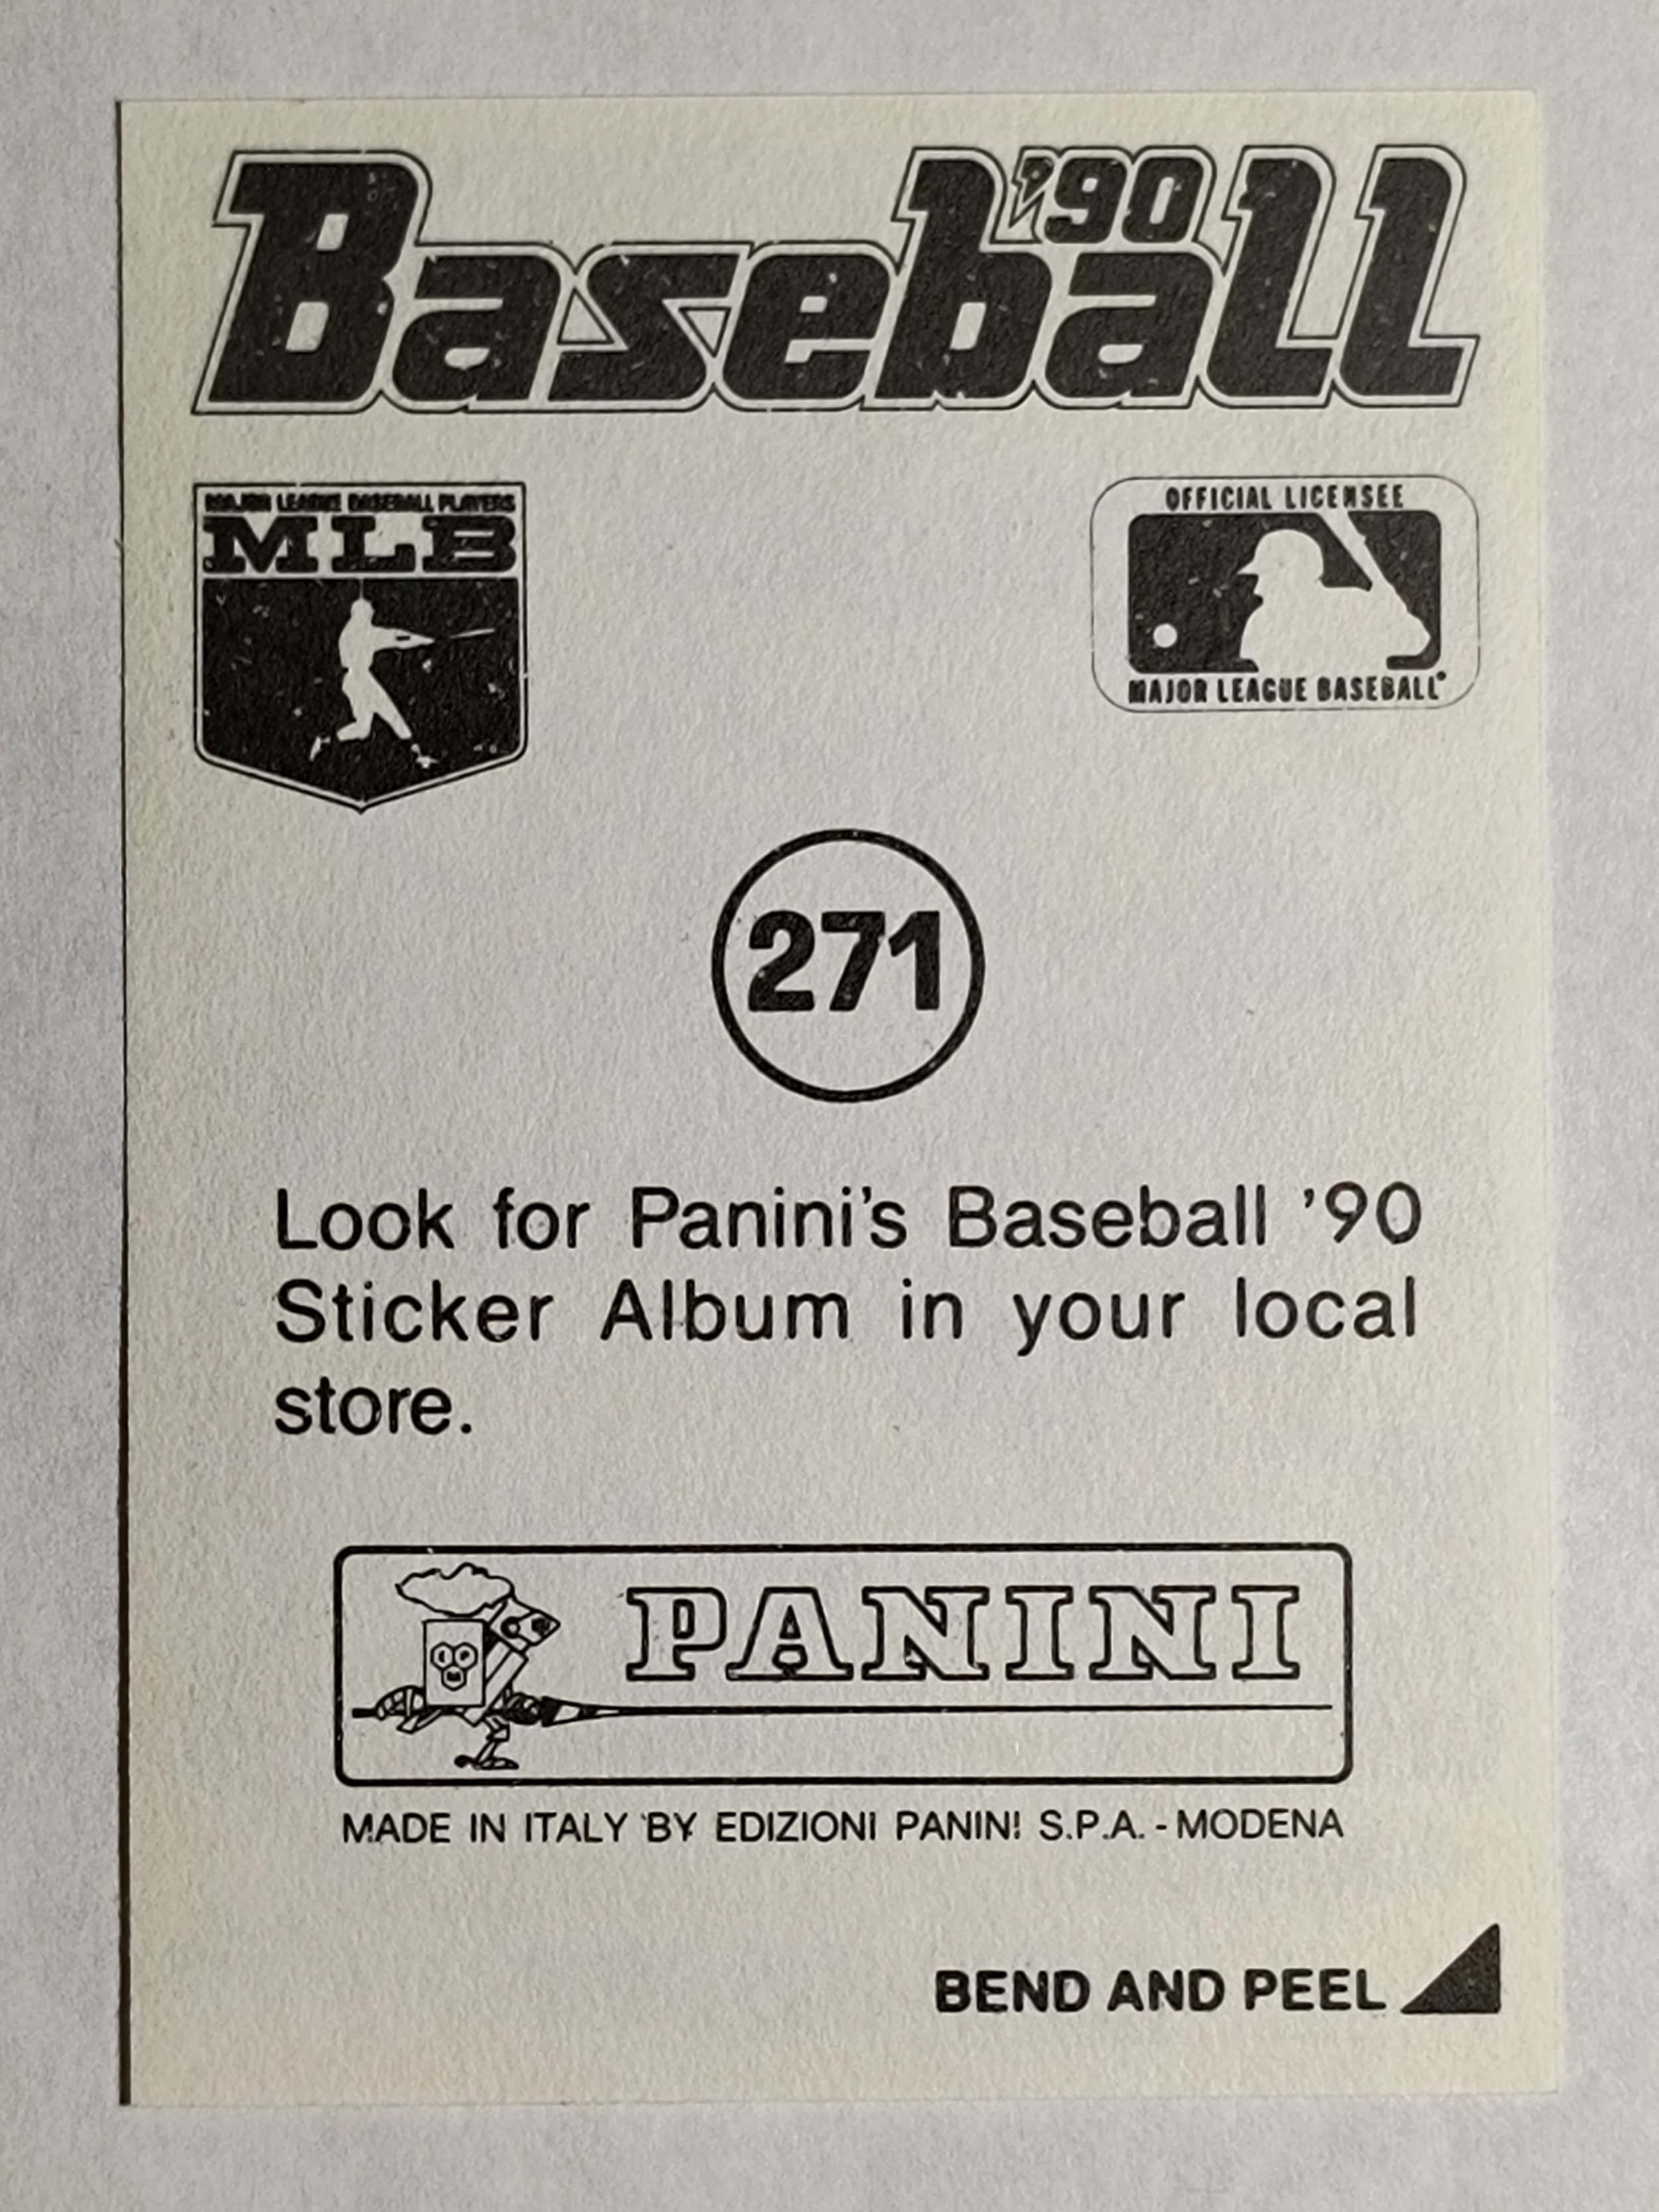 Baseball '90
MAJOR LEAGUE BASEBALL PLAYERS
MLB
OFFICIAL LICENSEE
MAJOR LEAGUE BASEBALL
271
Look for Panini's Baseball '90
Sticker Album in your local
store.
PANINI
MADE IN ITALY BY EDIZIONI PANINI S.P.A. - MODENA
BEND AND PEEL